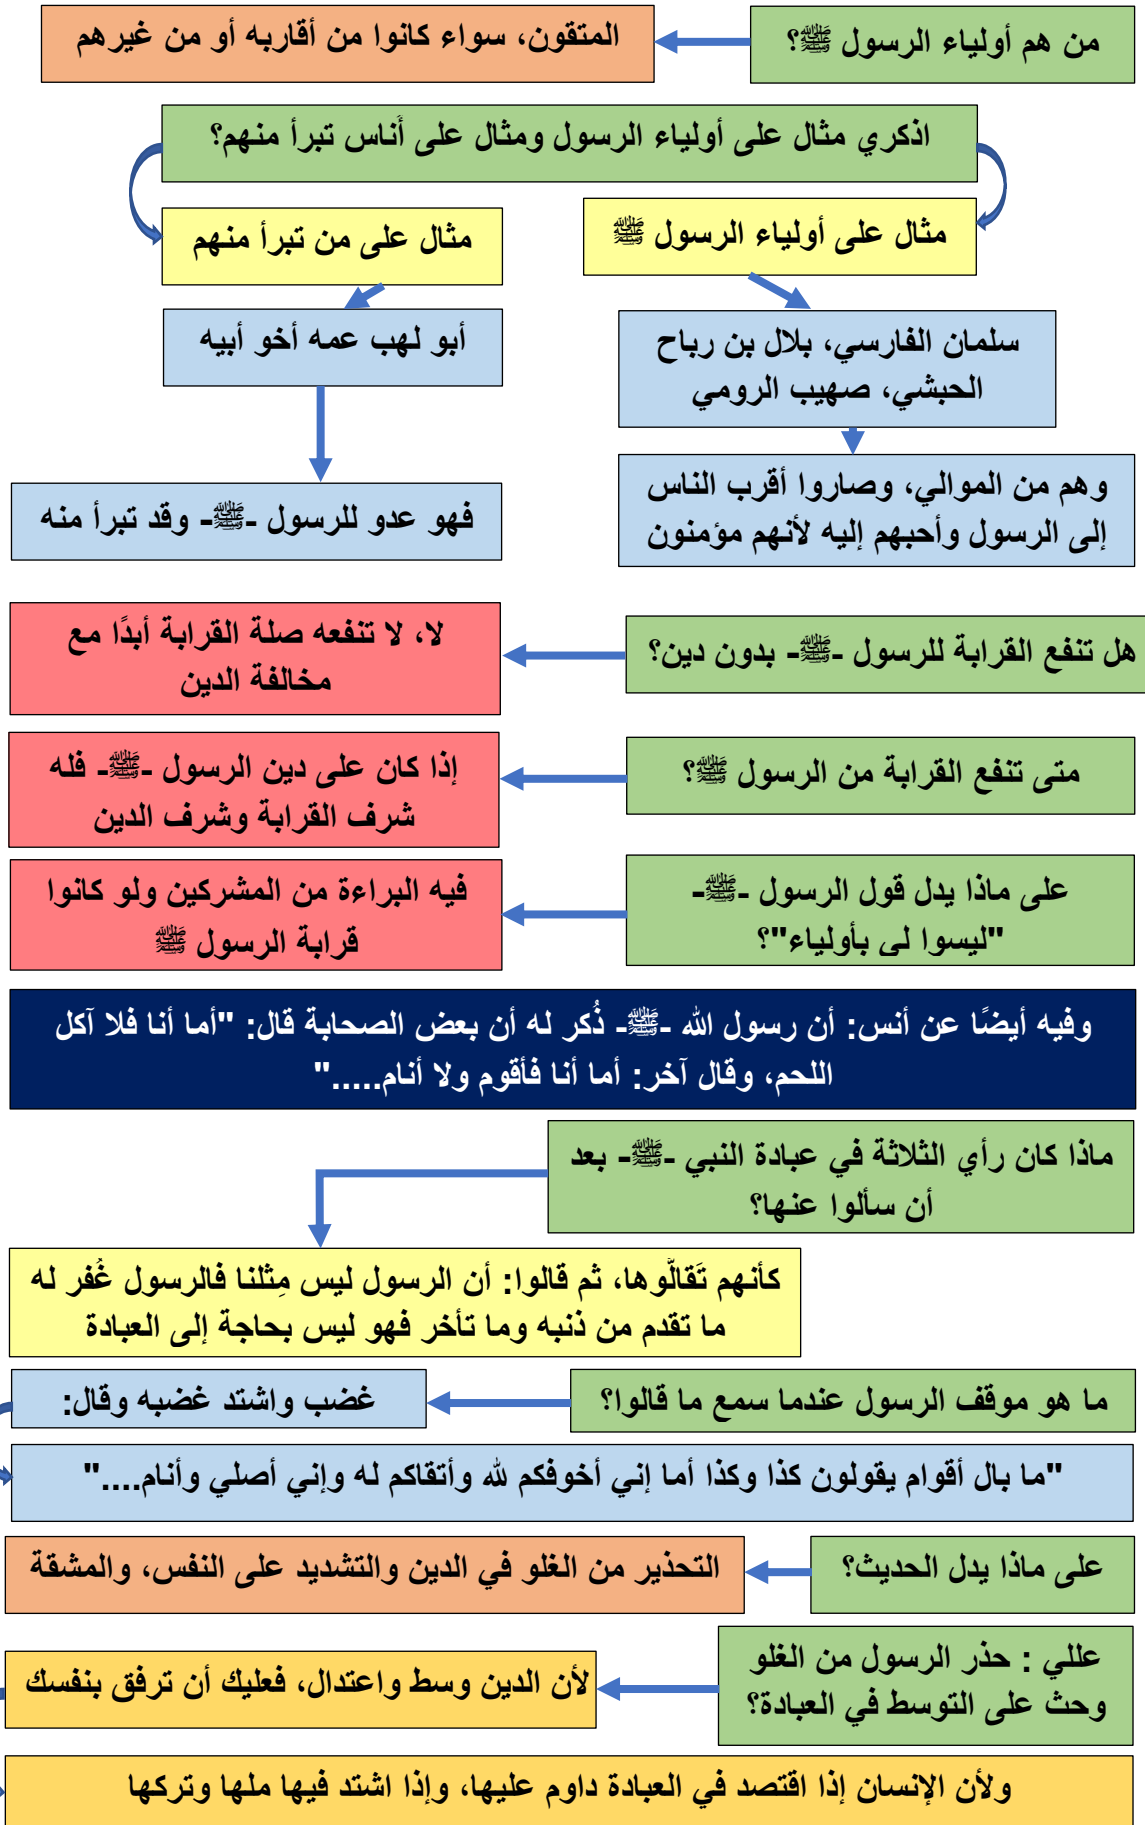 من هم أولياء الرسول ﷺ؟
المتقون، سواء كانوا من أقاربه أو من غيرهم
اذكري مثال على أولياء الرسول ومثال على أُناس تبرأ منهم؟
مثال على أولياء الرسول ﷺ
مثال على من تبرأ منهم
سلمان الفارسي، بلال بن رباح
الحبشي، صهيب الرومي
أبو لهب عمه أخو أبيه
وهم من الموالي، وصاروا أقرب الناس
إلى الرسول وأحبهم إليه لأنهم مؤمنون
فهو عدو للرسول -ﷺ- وقد تبرأ منه
هل تنفع القرابة للرسول -ﷺ- بدون دين؟
لا، لا تنفعه صلة القرابة أبدًا مع
مخالفة الدين
متى تنفع القرابة من الرسول ﷺ؟
إذا كان على دين الرسول -ﷺ- فله
شرف القرابة وشرف الدين
على ماذا يدل قول الرسول -ﷺ-
"ليسوا لي بأولياء"؟
فيه البراءة من المشركين ولو كانوا
قرابة الرسول ﷺ
وفيه أيضًا عن أنس: أن رسول الله -ﷺ- ذُكر له أن بعض الصحابة قال: "أما أنا فلا آكل
اللحم، وقال آخر: أما أنا فأقوم ولا أنام....."
ماذا كان رأي الثلاثة في عبادة النبي -ﷺ- بعد
أن سألوا عنها؟
كأنهم تَقالّوها، ثم قالوا: أن الرسول ليس مِثلنا فالرسول غُفر له
ما تقدم من ذنبه وما تأخر فهو ليس بحاجة إلى العبادة
ما هو موقف الرسول عندما سمع ما قالوا؟
غضب واشتد غضبه وقال:
"ما بال أقوام يقولون كذا وكذا أما إني أخوفكم لله وأتقاكم له وإني أصلي وأنام...."
على ماذا يدل الحديث؟
التحذير من الغلو في الدين والتشديد على النفس، والمشقة
عللي : حذر الرسول من الغلو
وحث على التوسط في العبادة؟
لأن الدين وسط واعتدال، فعليك أن ترفق بنفسك
ولأن الإنسان إذا اقتصد في العبادة داوم عليها، وإذا اشتد فيها ملها وتركها